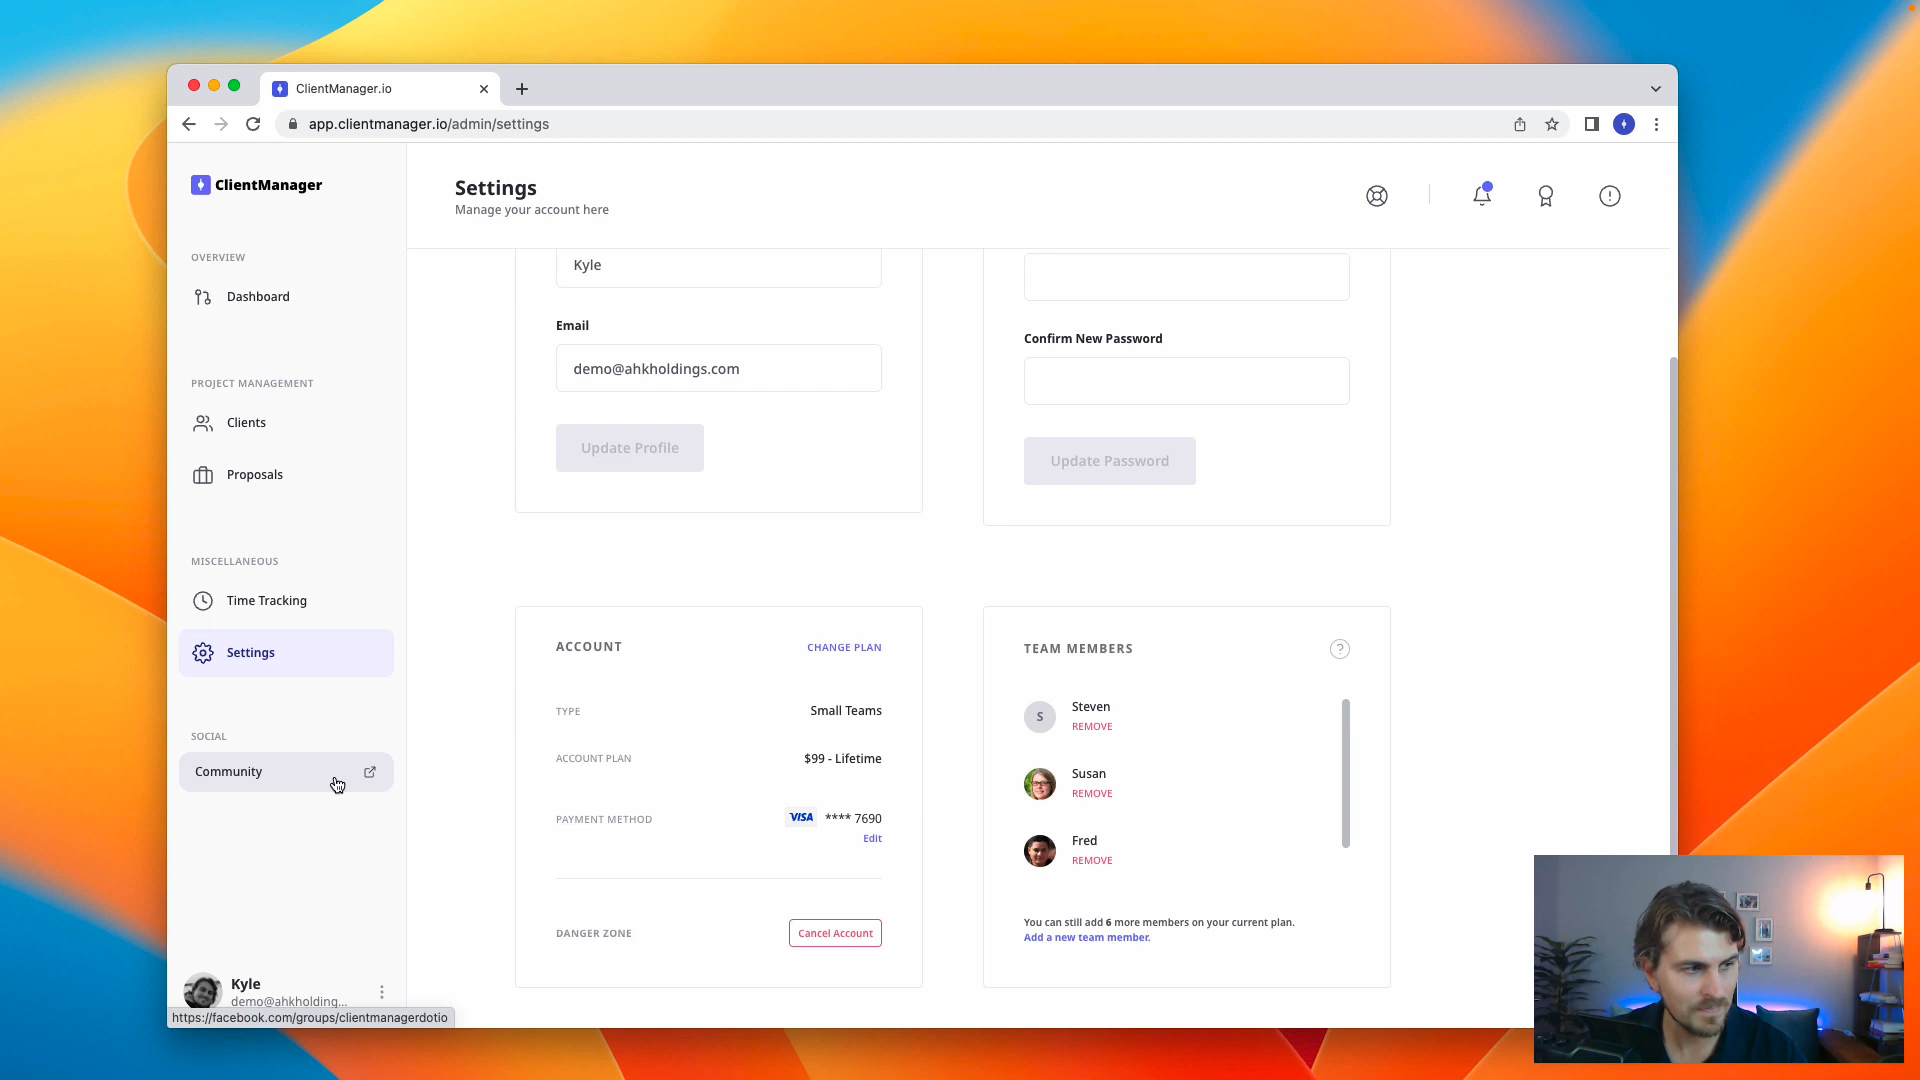 ClientManager.io
app.clientmanager.io/admin/settings
ClientManager
OVERVIEW
Dashboard
PROJECT MANAGEMENT
Clients
Proposals
MISCELLANEOUS
Time Tracking
Settings
SOCIAL
Community
Kyle
demo@ahkholding...
https://facebook.com/groups/clientmanagerdotio
Settings
Manage your account here
Kyle
Email
demo@ahkholdings.com
Update Profile
Confirm New Password
Update Password
ACCOUNT
CHANGE PLAN
TYPE
Small Teams
ACCOUNT PLAN
$99 - Lifetime
PAYMENT METHOD
VISA **** 7690
Edit
DANGER ZONE
Cancel Account
TEAM MEMBERS
?
S
Steven
REMOVE
Susan
REMOVE
Fred
REMOVE
You can still add 6 more members on your current plan.
Add a new team member.